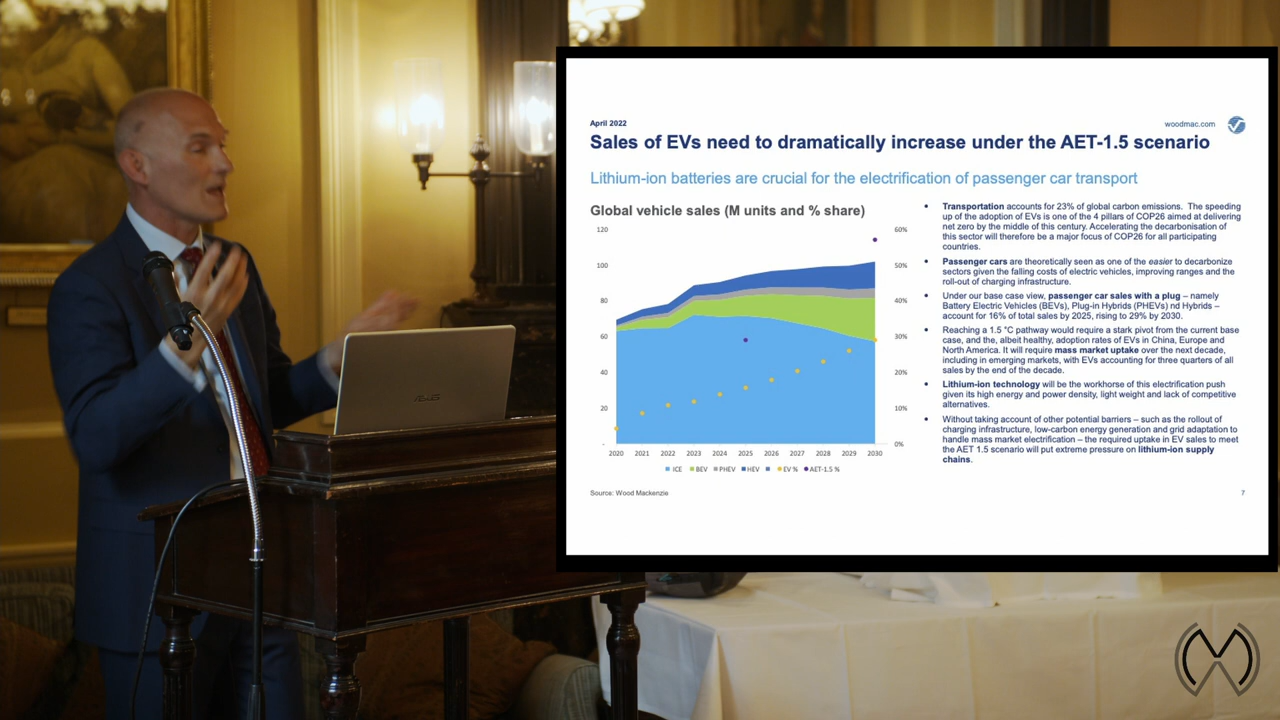 April 2022
woodmac.com
Sales of EVs need to dramatically increase under the AET-1.5 scenario
Lithium-ion batteries are crucial for the electrification of passenger car transport
Global vehicle sales (M units and % share)
120
100
80
60
40
20
-
60%
50%
40%
30%
20%
10%
0%
2020 2021 2022 2023 2024 2025 2026 2027 2028 2029 2030
ICE BEV PHEV HEV EV % AET-1.5 %
• Transportation accounts for 23% of global carbon emissions. The speeding
up of the adoption of EVs is one of the 4 pillars of COP26 aimed at delivering
net zero by the middle of this century. Accelerating the decarbonisation of
this sector will therefore be a major focus of COP26 for all participating
countries.
• Passenger cars are theoretically seen as one of the easier to decarbonize
sectors given the falling costs of electric vehicles, improving ranges and the
roll-out of charging infrastructure.
• Under our base case view, passenger car sales with a plug – namely
Battery Electric Vehicles (BEVs), Plug-in Hybrids (PHEVs) nd Hybrids –
account for 16% of total sales by 2025, rising to 29% by 2030.
• Reaching a 1.5 °C pathway would require a stark pivot from the current base
case, and the, albeit healthy, adoption rates of EVs in China, Europe and
North America. It will require mass market uptake over the next decade,
including in emerging markets, with EVs accounting for three quarters of all
sales by the end of the decade.
• Lithium-ion technology will be the workhorse of this electrification push
given its high energy and power density, light weight and lack of competitive
alternatives.
• Without taking account of other potential barriers – such as the rollout of
charging infrastructure, low-carbon energy generation and grid adaptation to
handle mass market electrification – the required uptake in EV sales to meet
the AET 1.5 scenario will put extreme pressure on lithium-ion supply
chains.
Source: Wood Mackenzie
7
ASUS